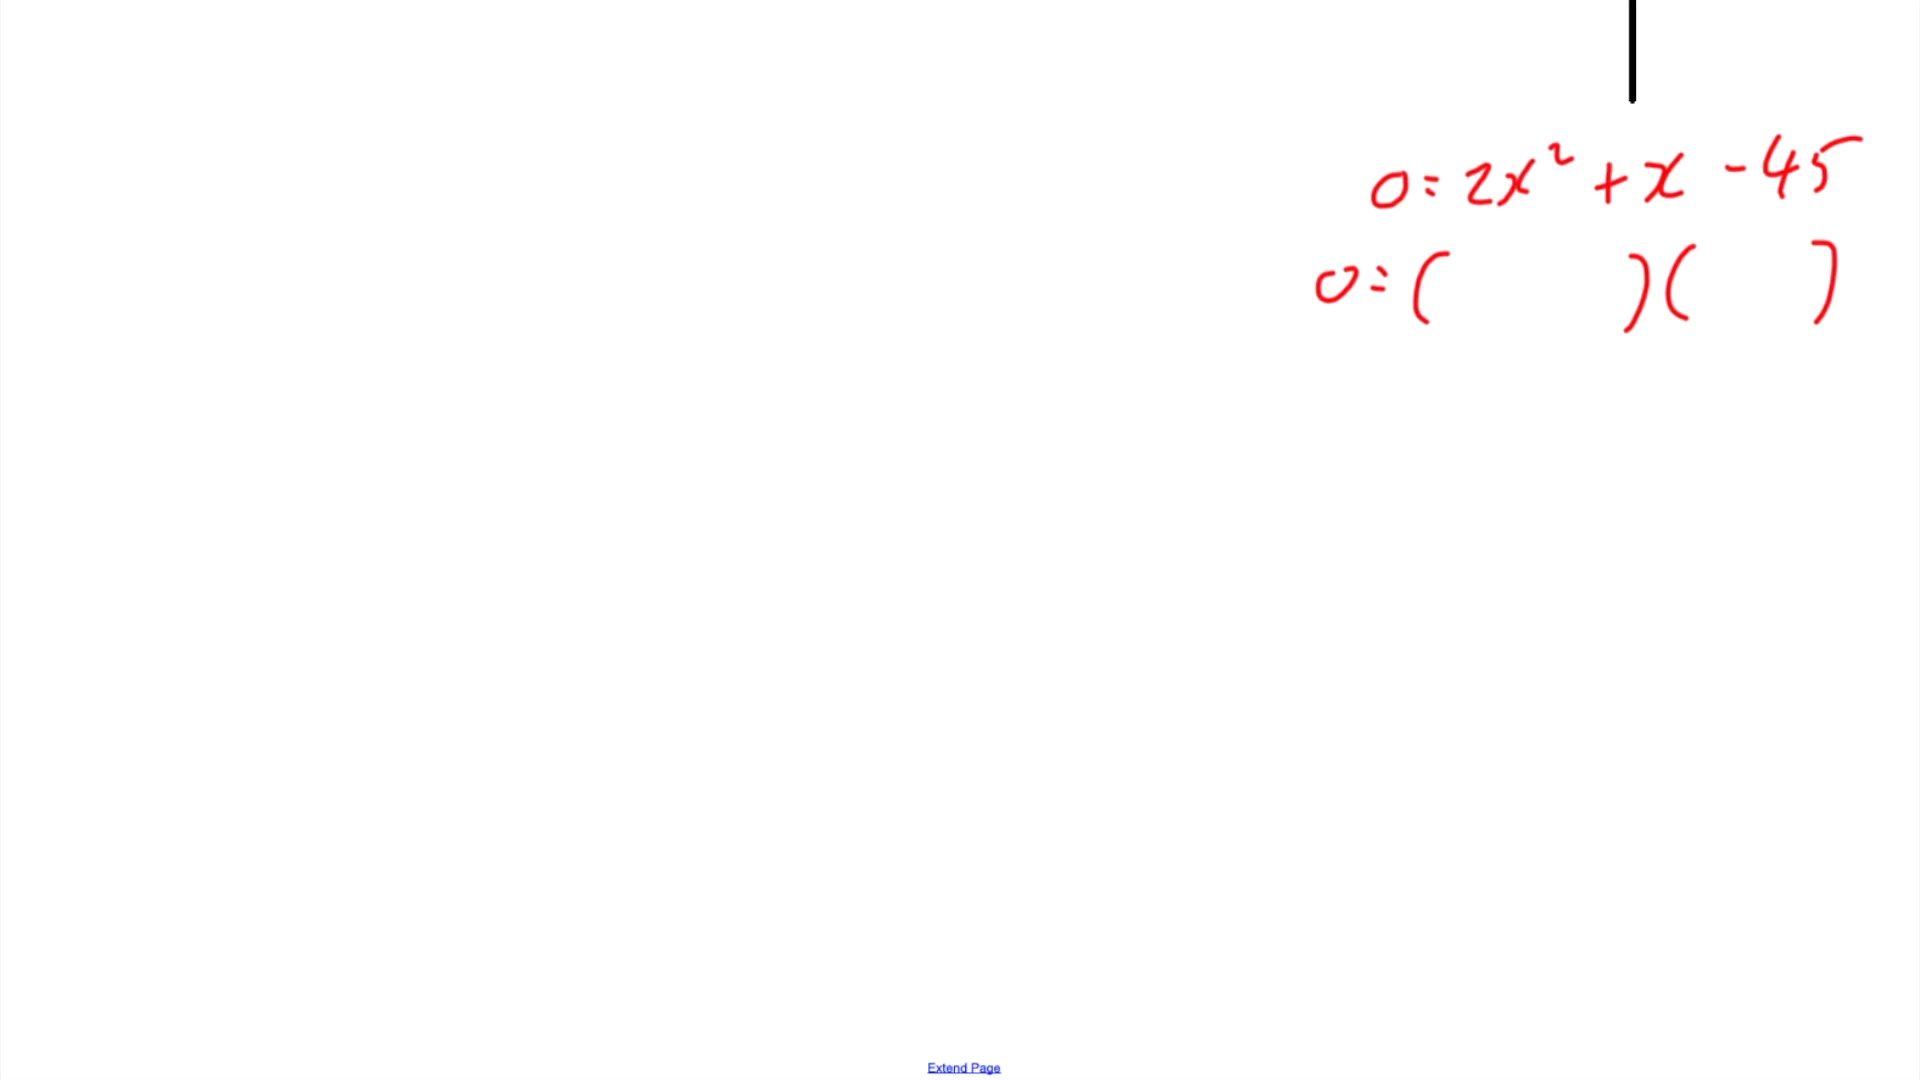 0 = 2x² + x - 45
0 = ( ) ( )
Extend Page